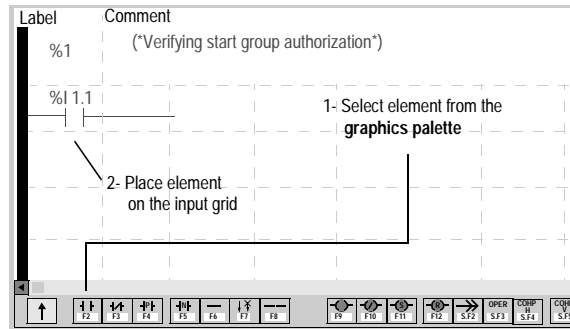 Label Comment
%1 (*Verifying start group authorization*)
%I 1.1
1- Select element from the
graphics palette
2- Place element
on the input grid
P N / S R OPER COMP COMP
H V
F2 F3 F4 F5 F6 F7 F8 F9 F10 F11 F12 S.F2 S.F3 S.F4 S.F5